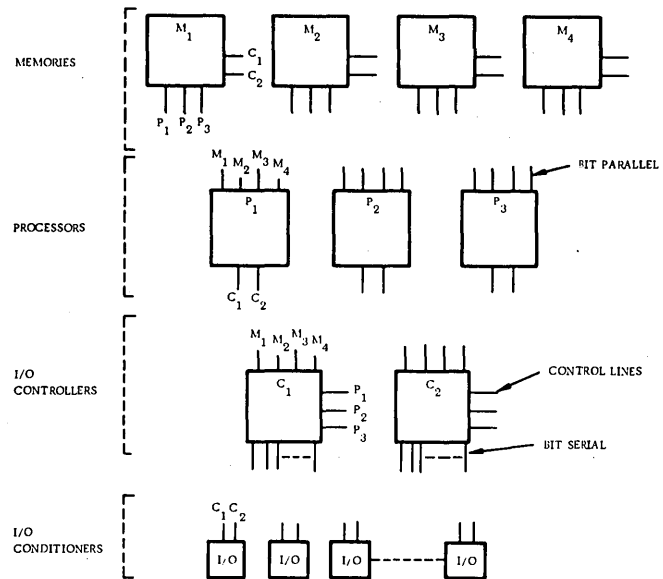 MEMORIES
M1
M2
M3
M4
C1
C2
P1 P2 P3
PROCESSORS
M1 M2 M3 M4
BIT PARALLEL
P1
P2
P3
C1 C2
I/O
CONTROLLERS
M1 M2 M3 M4
C1
C2
P1
P2
P3
CONTROL LINES
BIT SERIAL
I/O
CONDITIONERS
C1 C2
I/O
I/O
I/O
I/O